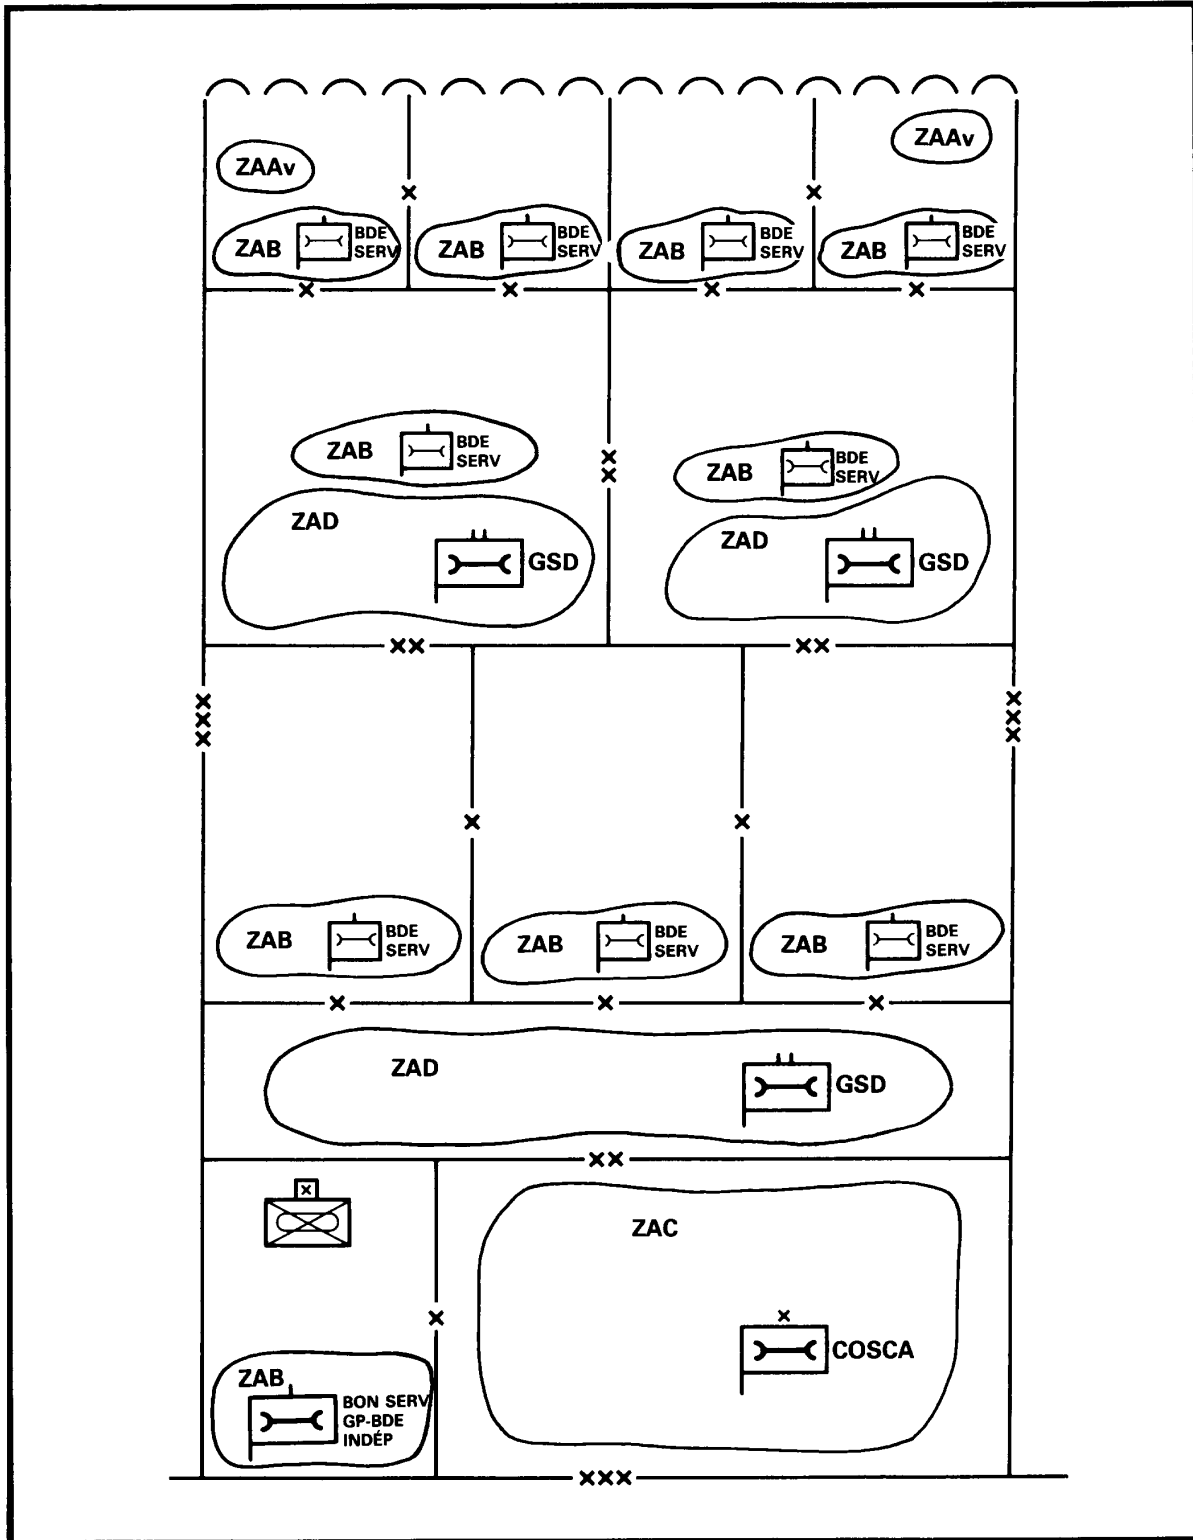 ZAAv
ZAAv
ZAB
BDE
SERV
ZAB
BDE
SERV
ZAB
BDE
SERV
ZAB
BDE
SERV
ZAB
BDE
SERV
ZAD
GSD
ZAB
BDE
SERV
ZAD
GSD
ZAB
BDE
SERV
ZAB
BDE
SERV
ZAB
BDE
SERV
ZAD
GSD
ZAC
COSCA
ZAB
BON SERV
GP-BDE
INDÉP